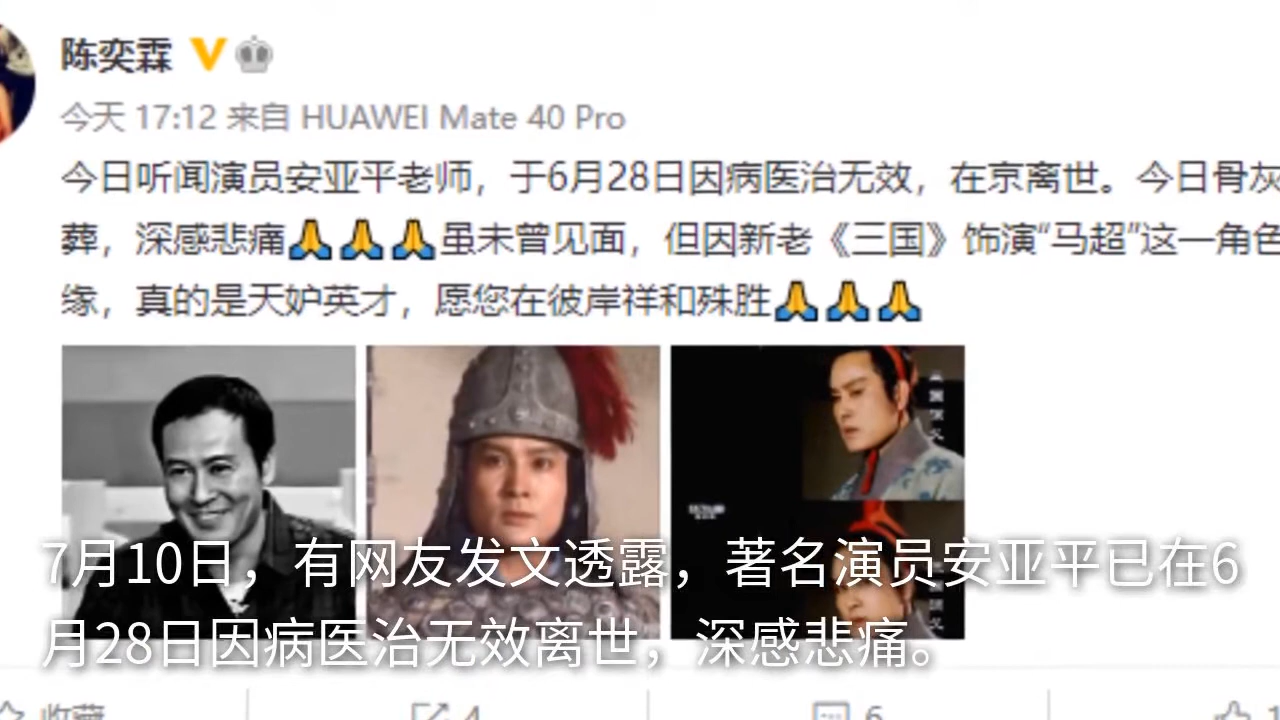 陈奕霖
今天 17:12 来自 HUAWEI Mate 40 Pro
今日听闻演员安亚平老师，于6月28日因病医治无效，在京离世。今日骨灰
葬，深感悲痛🙏🙏🙏虽未曾见面，但因新老《三国》饰演“马超”这一角色
缘，真的是天妒英才，愿您在彼岸祥和殊胜🙏🙏🙏
三国演义
7月10日，有网友发文透露，著名演员安亚平已在6
月28日因病医治无效离世，深感悲痛。
收藏
4
6
1